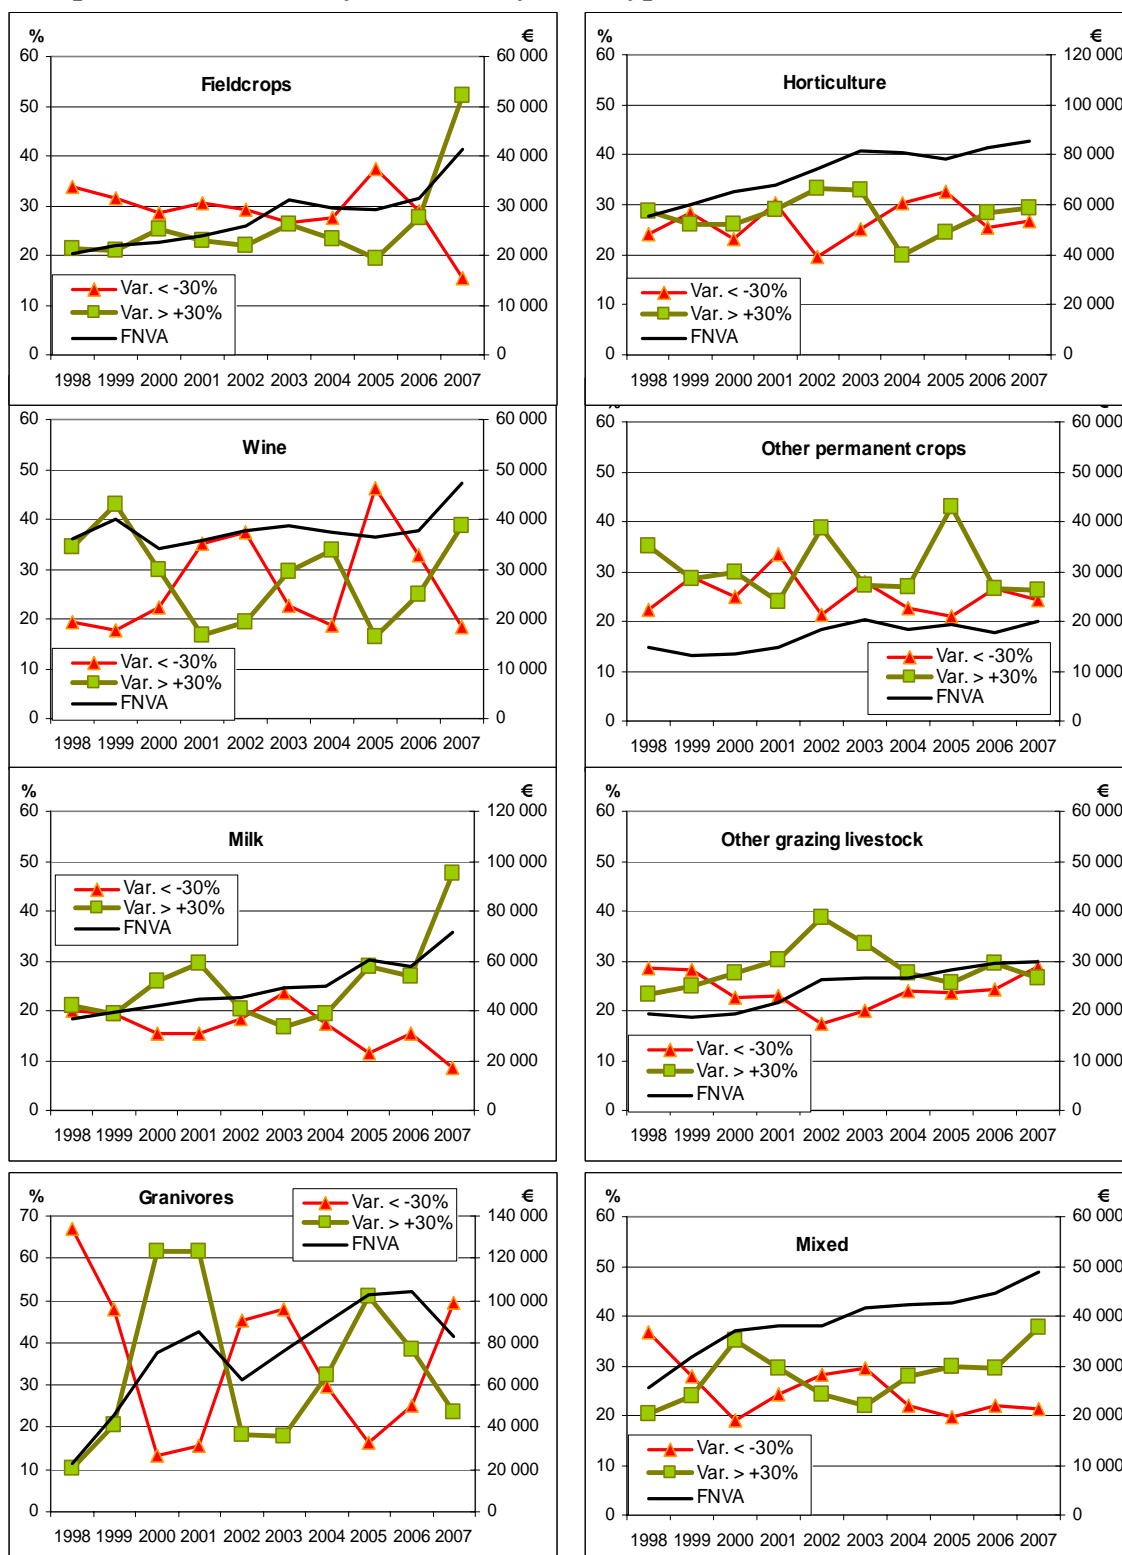 % €
60 60 000
Fieldcrops
50 50 000
40 40 000
30 30 000
20 20 000
Var. < -30%
10 Var. > +30% 10 000
FNVA
0 0
1998 1999 2000 2001 2002 2003 2004 2005 2006 2007
% €
60 120 000
Horticulture
50 100 000
40 80 000
30 60 000
20 40 000
Var. < -30%
10 Var. > +30% 20 000
FNVA
0 0
1998 1999 2000 2001 2002 2003 2004 2005 2006 2007
60 60 000
Wine
50 50 000
40 40 000
30 30 000
20 20 000
Var. < -30%
10 10 000
Var. > +30%
FNVA
0 0
1998 1999 2000 2001 2002 2003 2004 2005 2006 2007
% €
60 60 000
Other permanent crops
50 50 000
40 40 000
30 30 000
20 20 000
Var. < -30%
10 Var. > +30% 10 000
FNVA
0 0
1998 1999 2000 2001 2002 2003 2004 2005 2006 2007
% €
60 120 000
Milk
50 100 000
Var. < -30%
40 Var. > +30% 80 000
FNVA
30 60 000
20 40 000
10 20 000
0 0
1998 1999 2000 2001 2002 2003 2004 2005 2006 2007
% €
60 60 000
Other grazing livestock
50 50 000
40 40 000
30 30 000
20 20 000
Var. < -30%
10 Var. > +30% 10 000
FNVA
0 0
1998 1999 2000 2001 2002 2003 2004 2005 2006 2007
% Granivores €
Var. < -30%
70 Var. > +30% 140 000
FNVA
60 120 000
50 100 000
40 80 000
30 60 000
20 40 000
10 20 000
0 0
1998 1999 2000 2001 2002 2003 2004 2005 2006 2007
% €
60 60 000
Mixed
50 50 000
40 40 000
30 30 000
20 20 000
Var. < -30%
10 Var. > +30% 10 000
FNVA
0 0
1998 1999 2000 2001 2002 2003 2004 2005 2006 2007